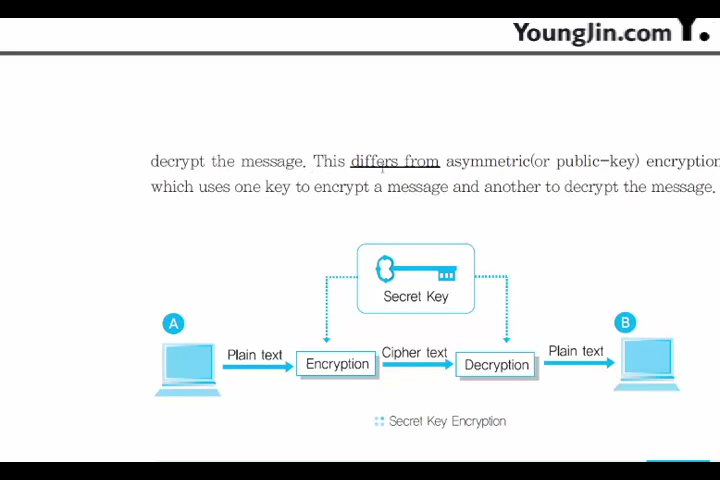 YoungJin.com Y.
decrypt the message. This differs from asymmetric(or public-key) encryption
which uses one key to encrypt a message and another to decrypt the message.
Secret Key
A
B
Plain text
Encryption
Cipher text
Decryption
Plain text
Secret Key Encryption